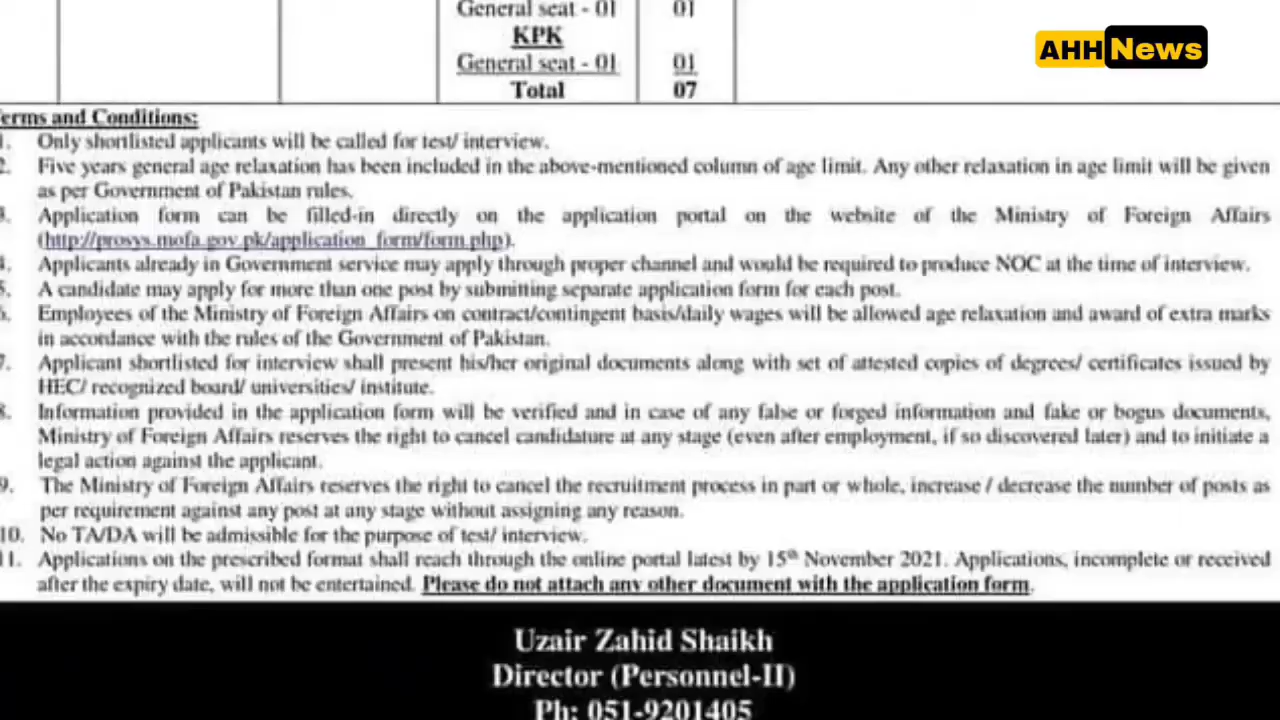 General seat - 01 01
AHH News
KPK
General seat - 01 01
Total 07
Terms and Conditions:
1. Only shortlisted applicants will be called for test/ interview.
2. Five years general age relaxation has been included in the above-mentioned column of age limit. Any other relaxation in age limit will be given
as per Government of Pakistan rules.
3. Application form can be filled-in directly on the application portal on the website of the Ministry of Foreign Affairs
(http://prosys.mofa.gov.pk/application_form/form.php).
4. Applicants already in Government service may apply through proper channel and would be required to produce NOC at the time of interview.
5. A candidate may apply for more than one post by submitting separate application form for each post.
6. Employees of the Ministry of Foreign Affairs on contract/contingent basis/daily wages will be allowed age relaxation and award of extra marks
in accordance with the rules of the Government of Pakistan.
7. Applicant shortlisted for interview shall present his/her original documents along with set of attested copies of degrees/ certificates issued by
HEC/ recognized board/ universities/ institute.
8. Information provided in the application form will be verified and in case of any false or forged information and fake or bogus documents,
Ministry of Foreign Affairs reserves the right to cancel candidature at any stage (even after employment, if so discovered later) and to initiate a
legal action against the applicant.
9. The Ministry of Foreign Affairs reserves the right to cancel the recruitment process in part or whole, increase / decrease the number of posts as
per requirement against any post at any stage without assigning any reason.
10. No TA/DA will be admissible for the purpose of test/ interview.
11. Applications on the prescribed format shall reach through the online portal latest by 15th November 2021. Applications, incomplete or received
after the expiry date, will not be entertained. Please do not attach any other document with the application form.
Uzair Zahid Shaikh
Director (Personnel-II)
Ph: 051-9201405